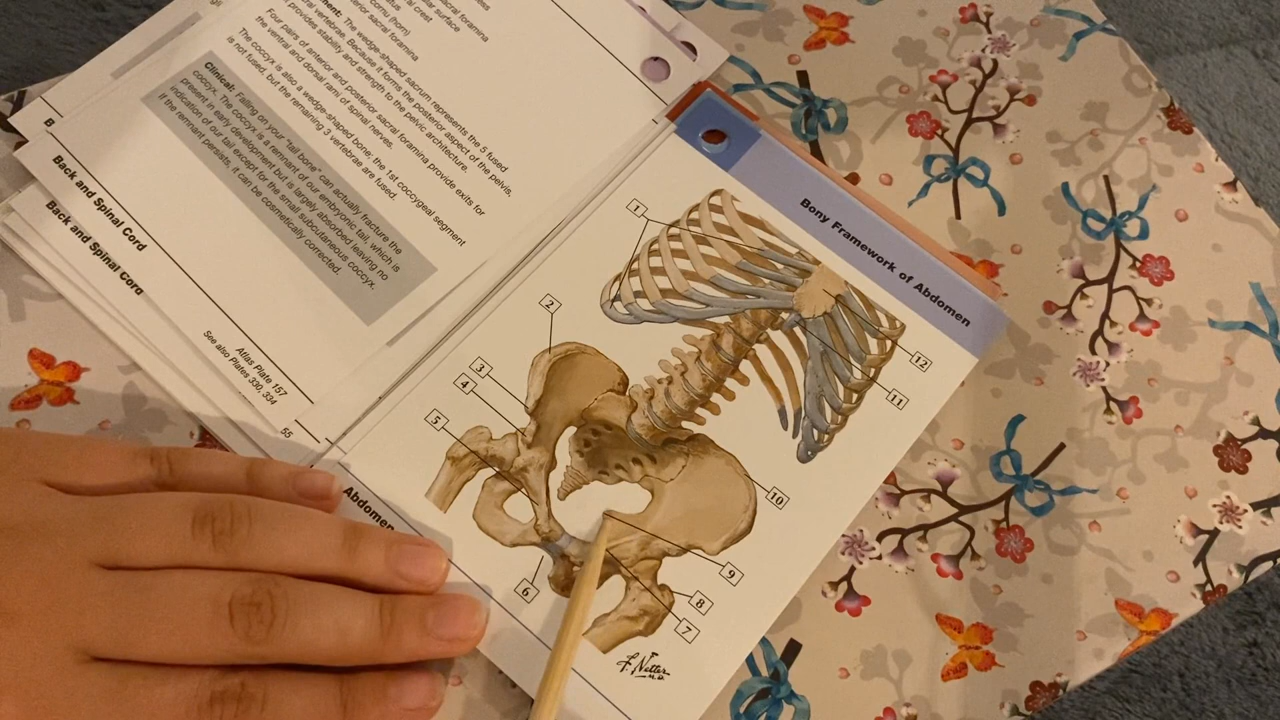 sacral foramina
cornu (horn)
The wedge-shaped sacrum represents the 5 fused
vertebrae. Because it forms the posterior aspect of the pelvis,
provides stability and strength to the pelvic architecture.
Four pairs of anterior and posterior sacral foramina provide exits for
the ventral and dorsal rami of spinal nerves.
The coccyx is also a wedge-shaped bone; the 1st coccygeal segment
is not fused, but the remaining 3 vertebrae are fused.
Clinical: Falling on your "tail bone" can actually fracture the
coccyx. The coccyx is a remnant of our embryonic tail, which is
present in early development but is largely absorbed leaving no
indication of our tail except for the small subcutaneous coccyx.
If the remnant persists, it can be cosmetically corrected.
B
Back and Spinal Cord
Back and Spinal Cord
Atlas Plate 157
See also Plates 330, 334
55
Abdomen
Bony Framework of Abdomen
1
2
3
4
5
6
7
8
9
10
11
12
F. Netter
M.D.